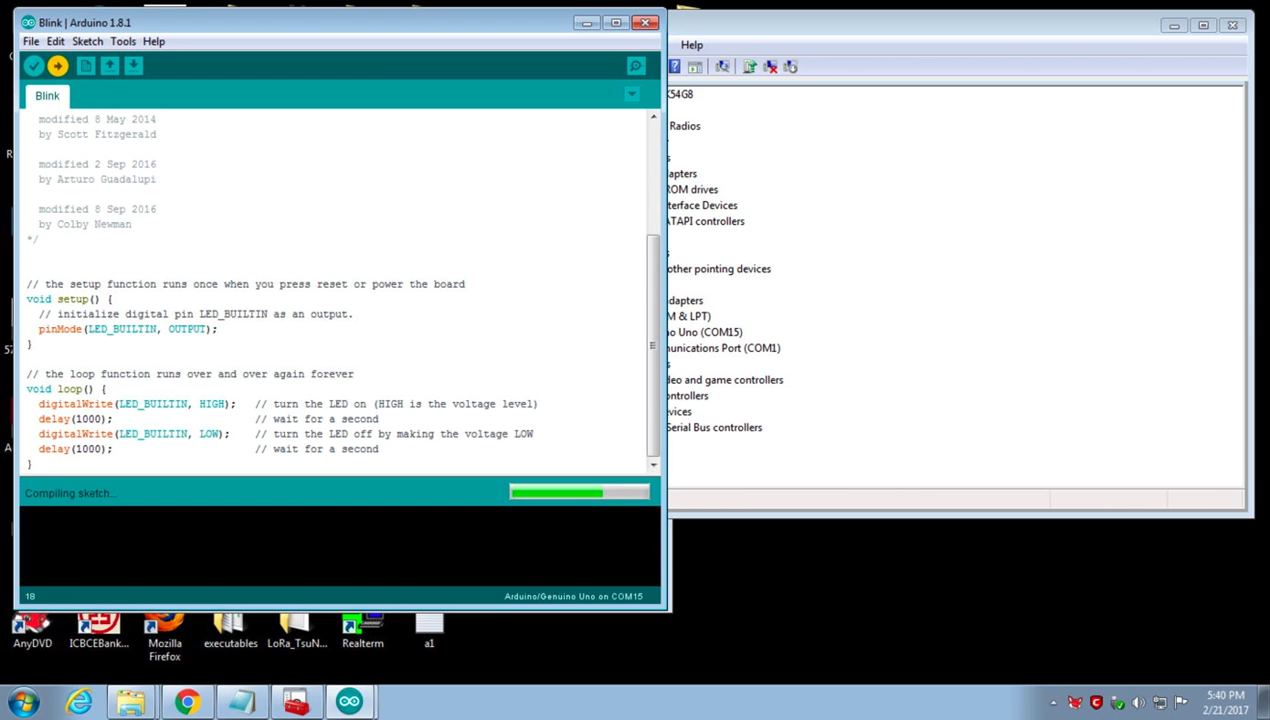 Blink | Arduino 1.8.1
File Edit Sketch Tools Help
Blink
modified 8 May 2014
by Scott Fitzgerald
modified 2 Sep 2016
by Arturo Guadalupi
modified 8 Sep 2016
by Colby Newman
*/
// the setup function runs once when you press reset or power the board
void setup() {
// initialize digital pin LED_BUILTIN as an output.
pinMode(LED_BUILTIN, OUTPUT);
}
// the loop function runs over and over again forever
void loop() {
digitalWrite(LED_BUILTIN, HIGH); // turn the LED on (HIGH is the voltage level)
delay(1000); // wait for a second
digitalWrite(LED_BUILTIN, LOW); // turn the LED off by making the voltage LOW
delay(1000); // wait for a second
}
Compiling sketch...
18
Arduino/Genuino Uno on COM15
Help
54G8
Radios
apters
ROM drives
terface Devices
TAPI controllers
other pointing devices
dapters
M & LPT)
o Uno (COM15)
munications Port (COM1)
deo and game controllers
ontrollers
evices
Serial Bus controllers
AnyDVD
ICBCEBank...
Mozilla
Firefox
executables
LoRa_TsuN...
Realterm
a1
5:40 PM
2/21/2017